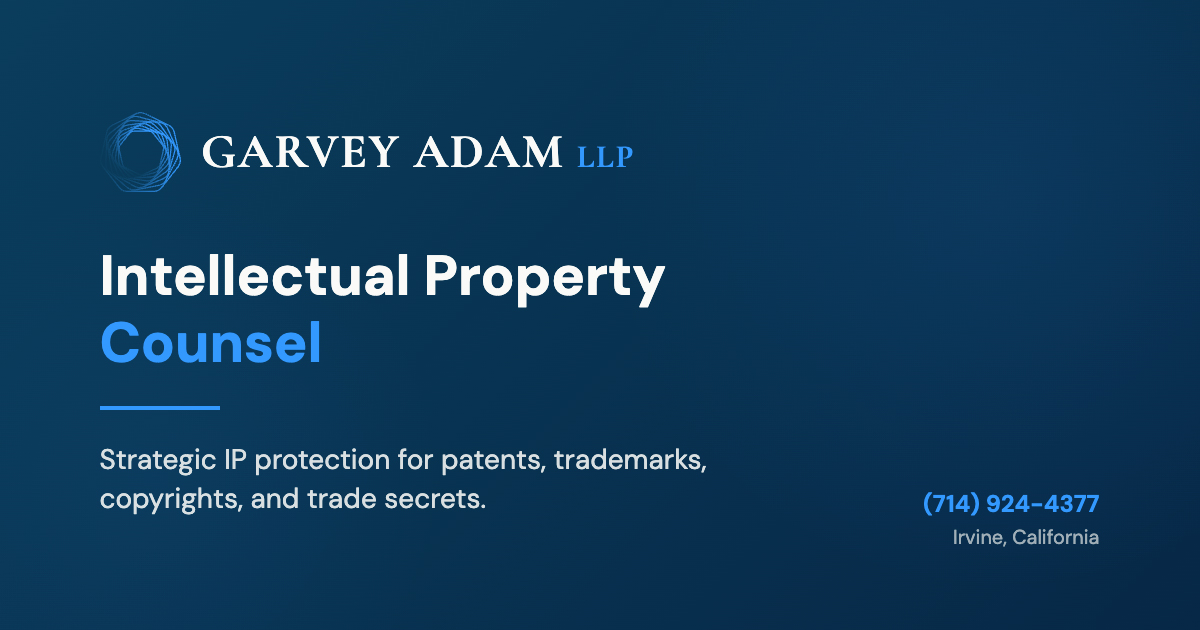 GARVEY ADAM LLP
Intellectual Property
Counsel
Strategic IP protection for patents, trademarks,
copyrights, and trade secrets.
(714) 924-4377
Irvine, California